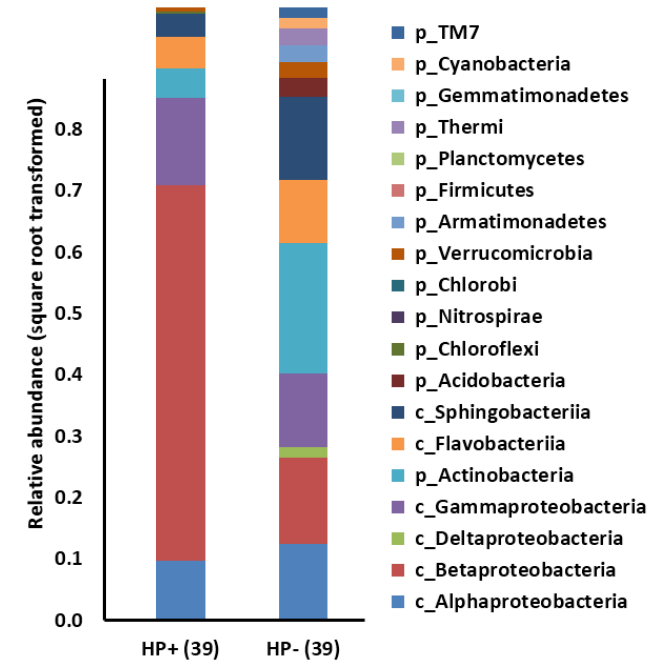 Relative abundance (square root transformed)
0.8
0.7
0.6
0.5
0.4
0.3
0.2
0.1
0.0
HP+ (39) HP- (39)
p_TM7
p_Cyanobacteria
p_Gemmatimonadetes
p_Thermi
p_Planctomycetes
p_Firmicutes
p_Armatimonadetes
p_Verrucomicrobia
p_Chlorobi
p_Nitrospirae
p_Chloroflexi
p_Acidobacteria
c_Sphingobacteriia
c_Flavobacteriia
p_Actinobacteria
c_Gammaproteobacteria
c_Deltaproteobacteria
c_Betaproteobacteria
c_Alphaproteobacteria